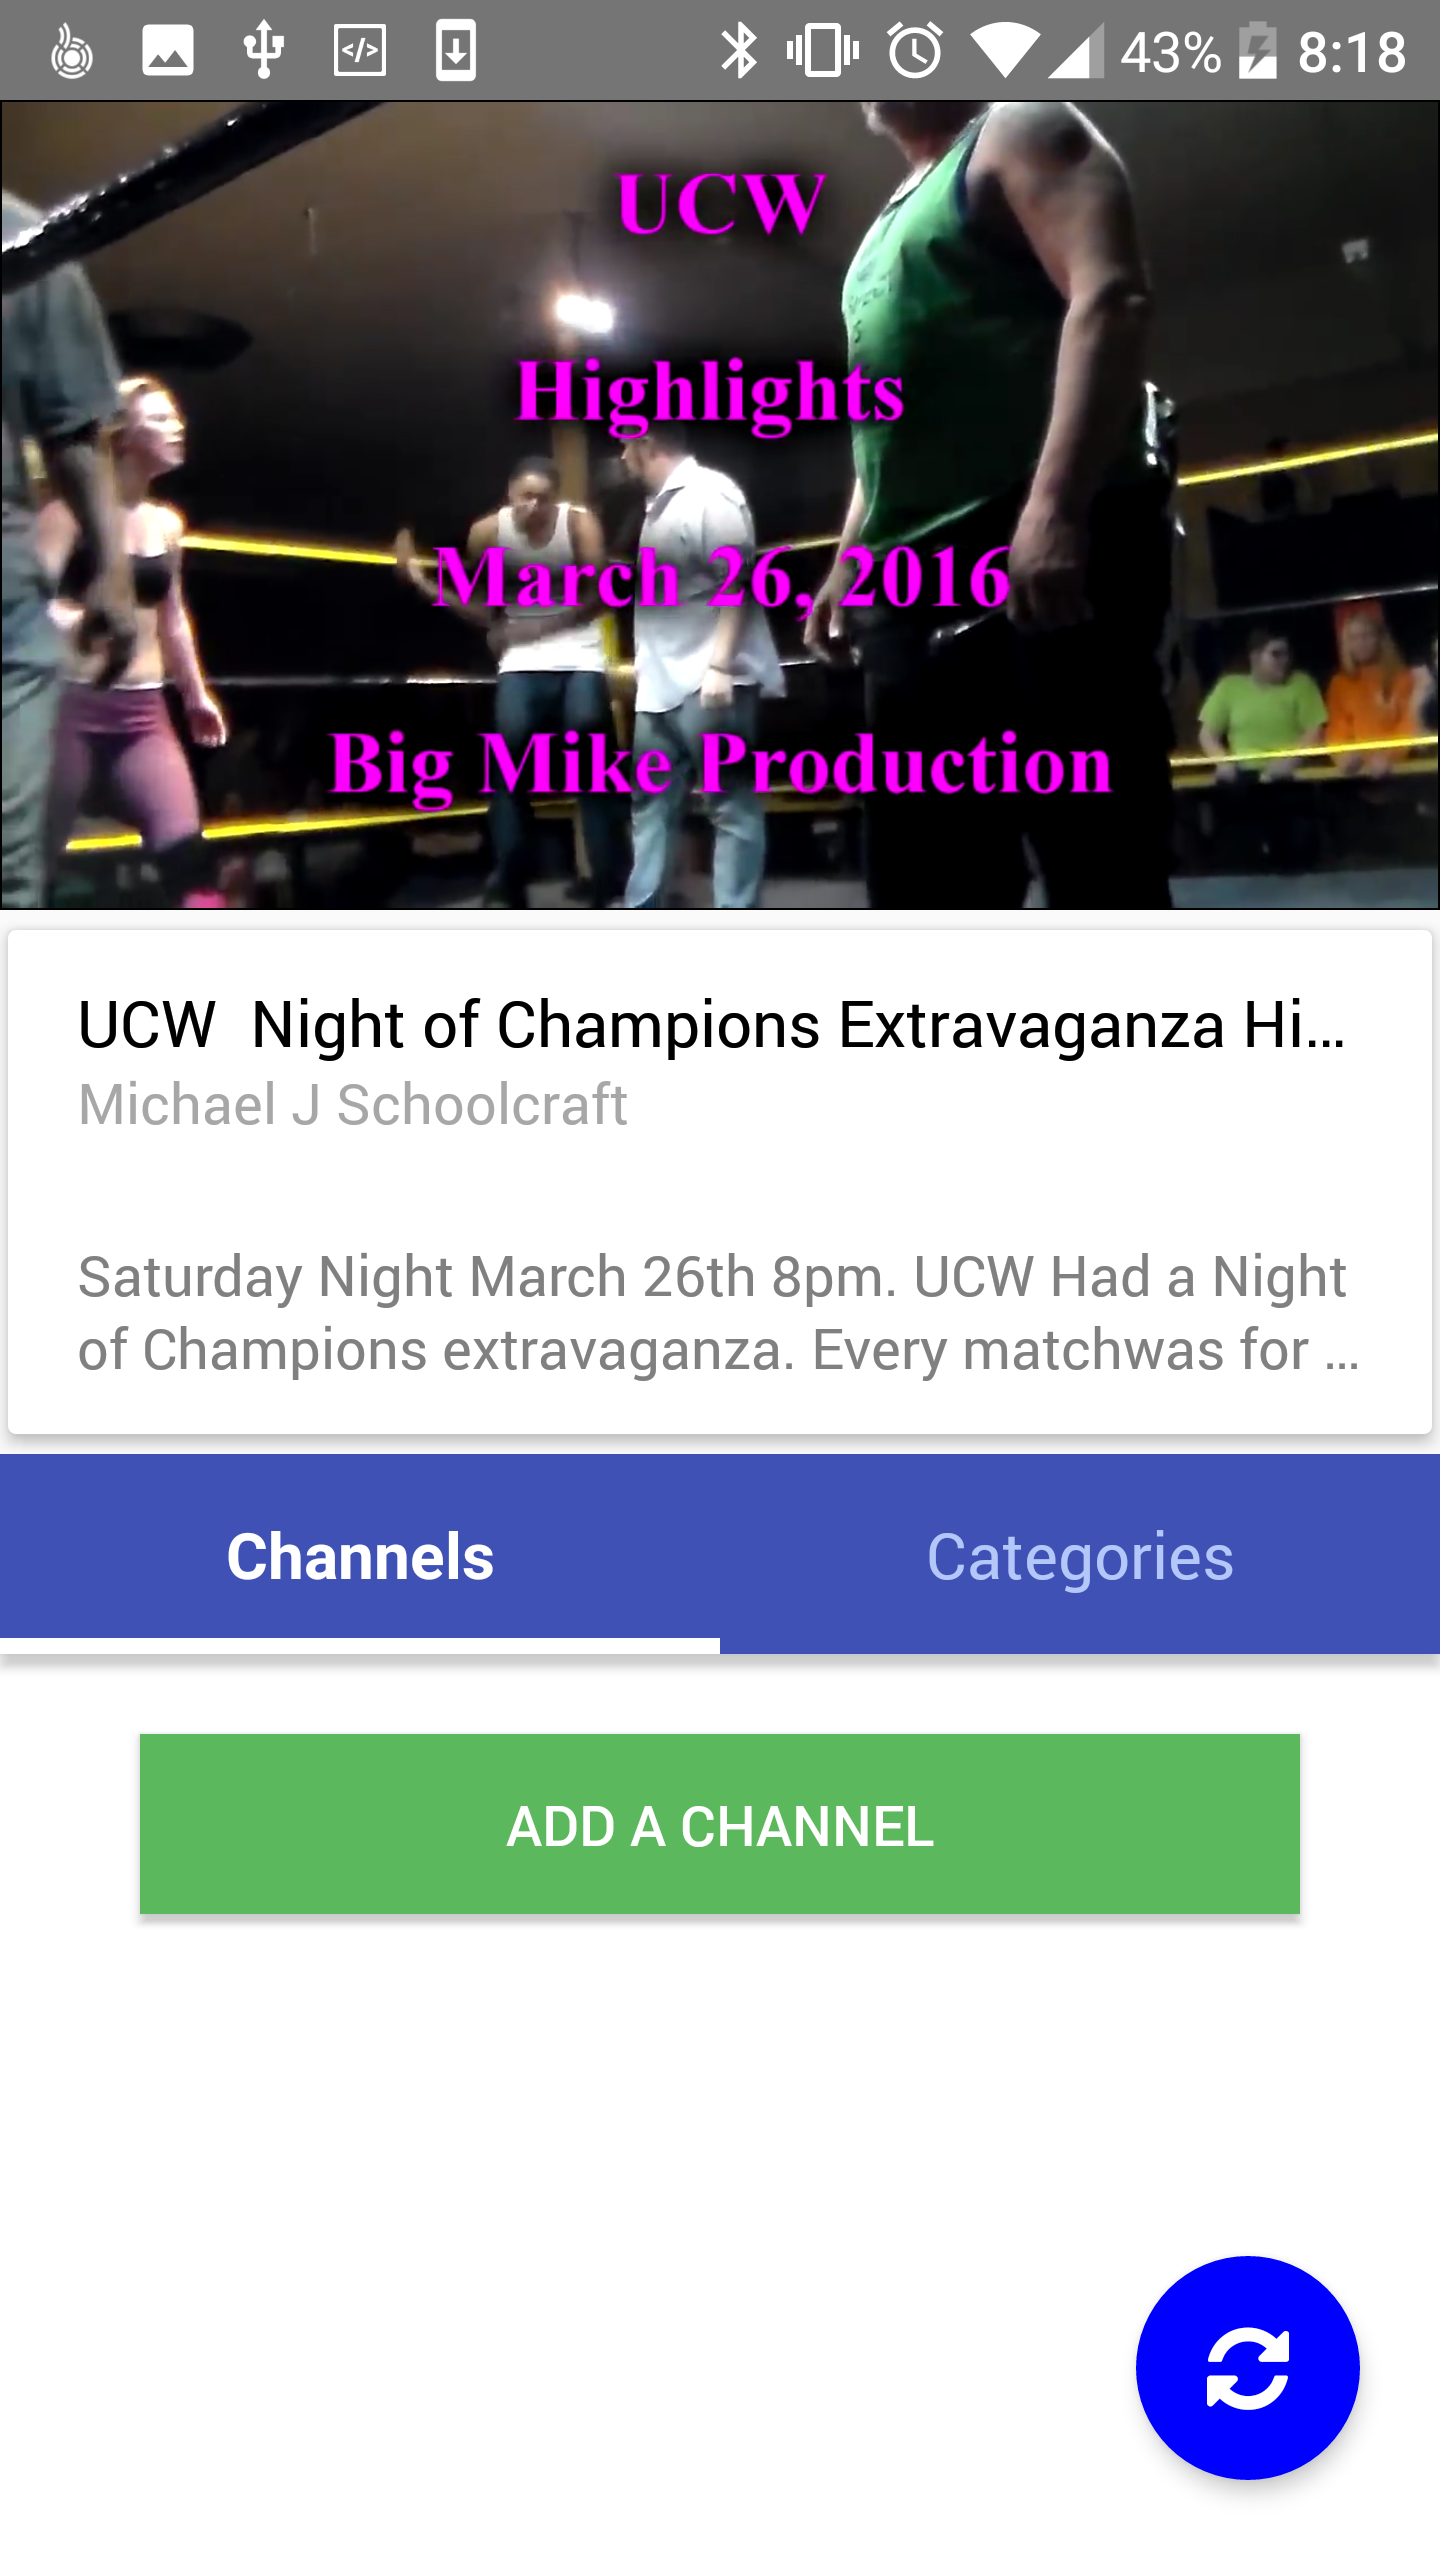 43% 8:18
UCW
Highlights
March 26, 2016
Big Mike Production
UCW  Night of Champions Extravaganza Hi...
Michael J Schoolcraft
Saturday Night March 26th 8pm. UCW Had a Night
of Champions extravaganza. Every matchwas for ...
Channels
Categories
ADD A CHANNEL